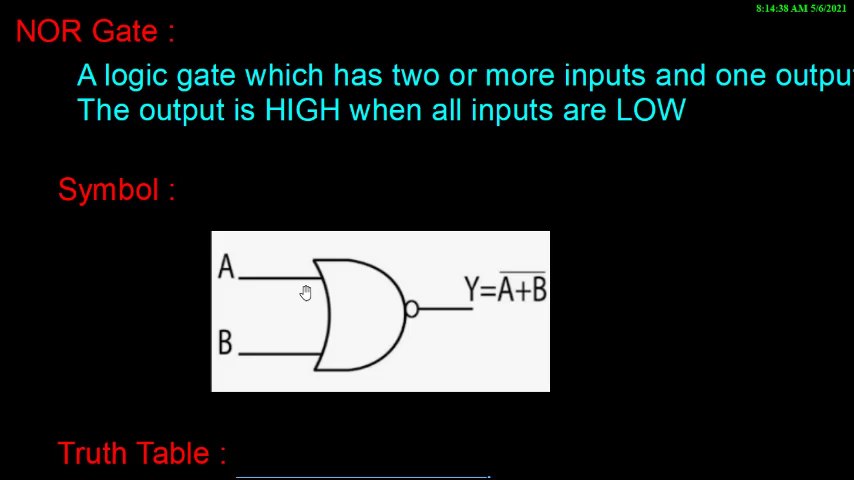 8:14:38 AM 5/6/2021
NOR Gate :
A logic gate which has two or more inputs and one outpu
The output is HIGH when all inputs are LOW
Symbol :
A
Y=A̅+̅B̅
B
Truth Table :